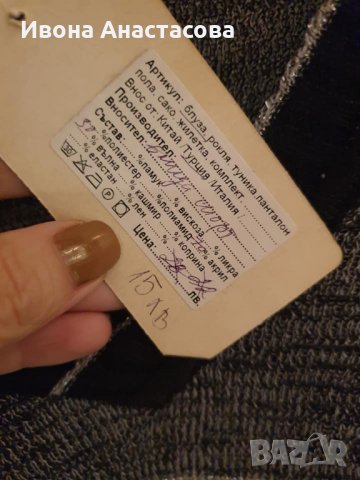 Ивона Анастасова
Артикул: блуза, рокля, туника, панталон
пола, сако, жилетка, комплект
Внос от: Китай, Турция, Италия
Производител:
Вносител:
Състав:
% памук % вискоза % ликра
% полиестер % полиамид % акрил
% вълна % кашмир % коприна
% еластан % лен
Цена: лв.
15 лв
BAZAR